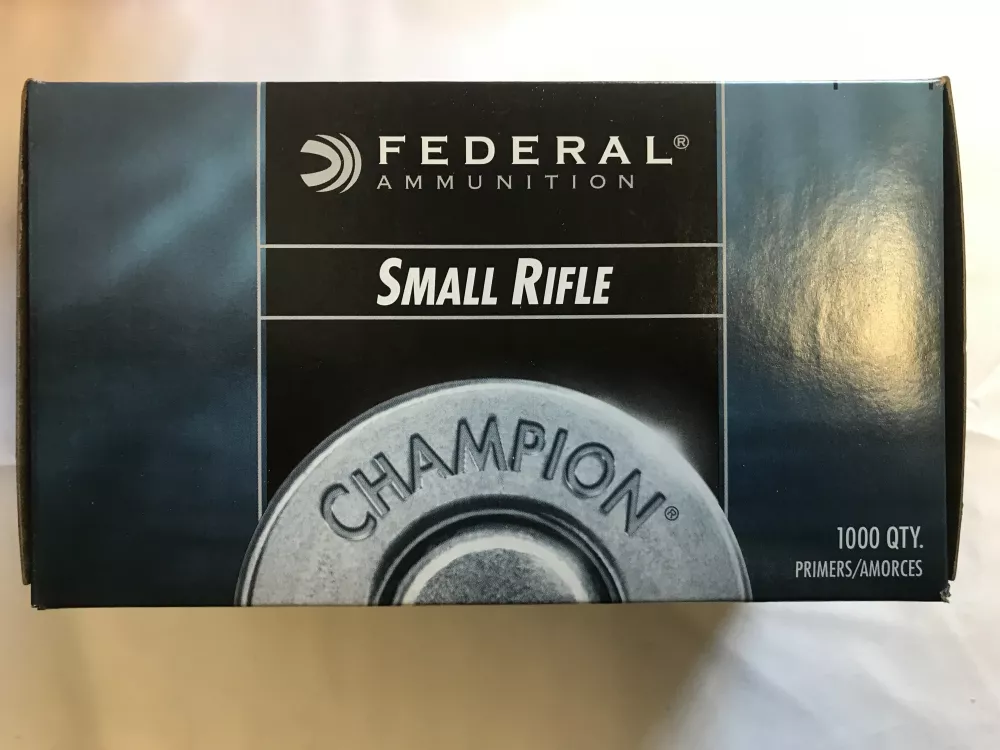 FEDERAL®
AMMUNITION
SMALL RIFLE
CHAMPION®
1000 QTY.
PRIMERS/AMORCES